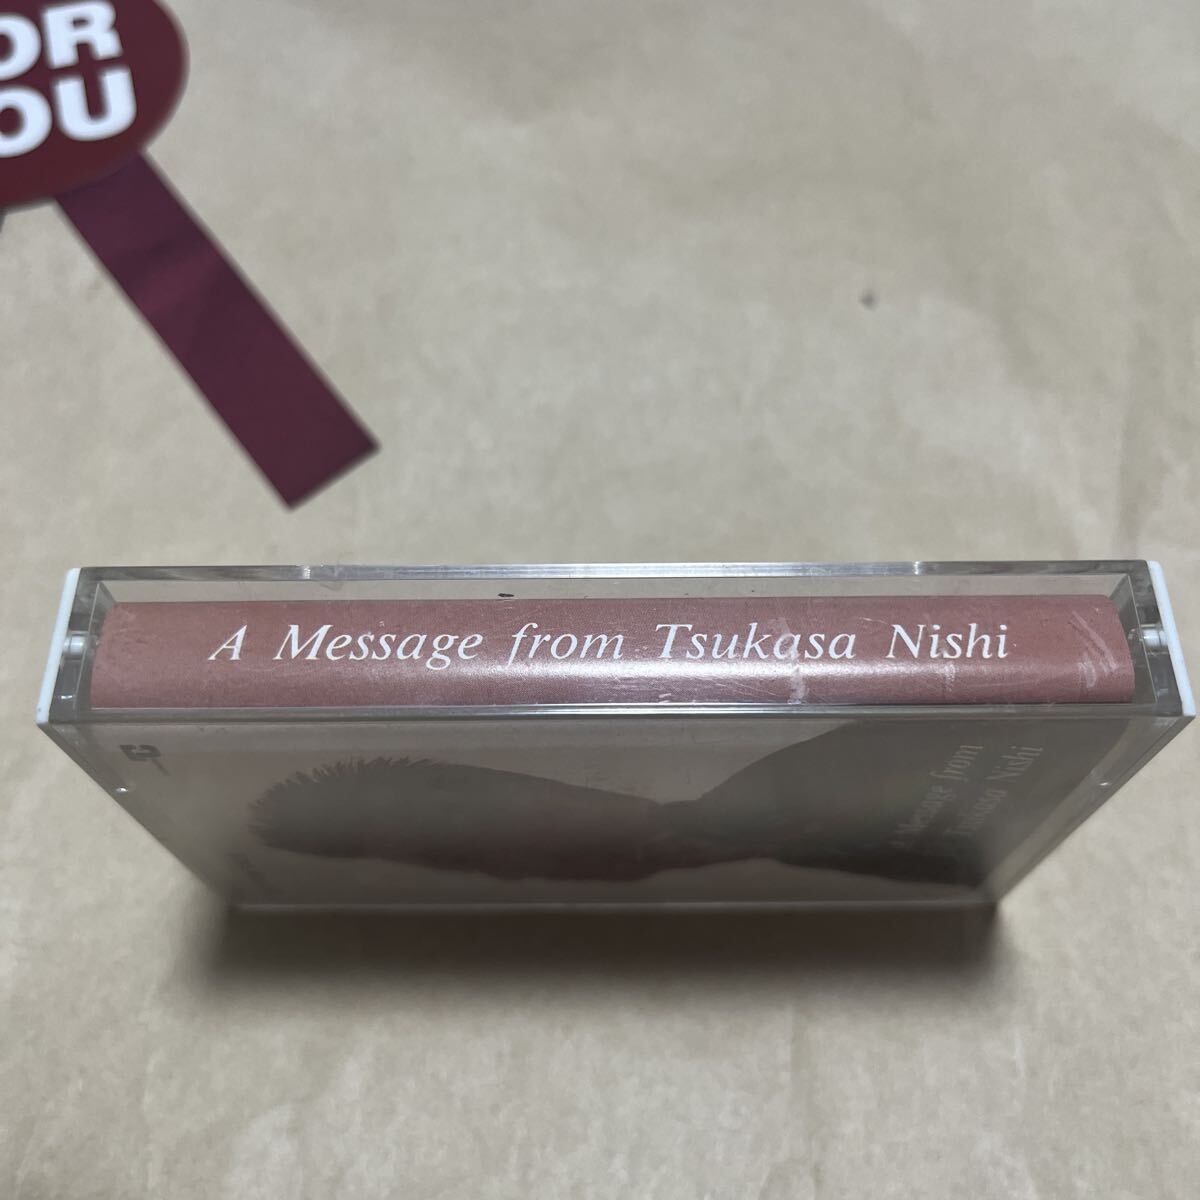 OR
OU
A Message from Tsukasa Nishi
A Message from
Tsukasa Nishi